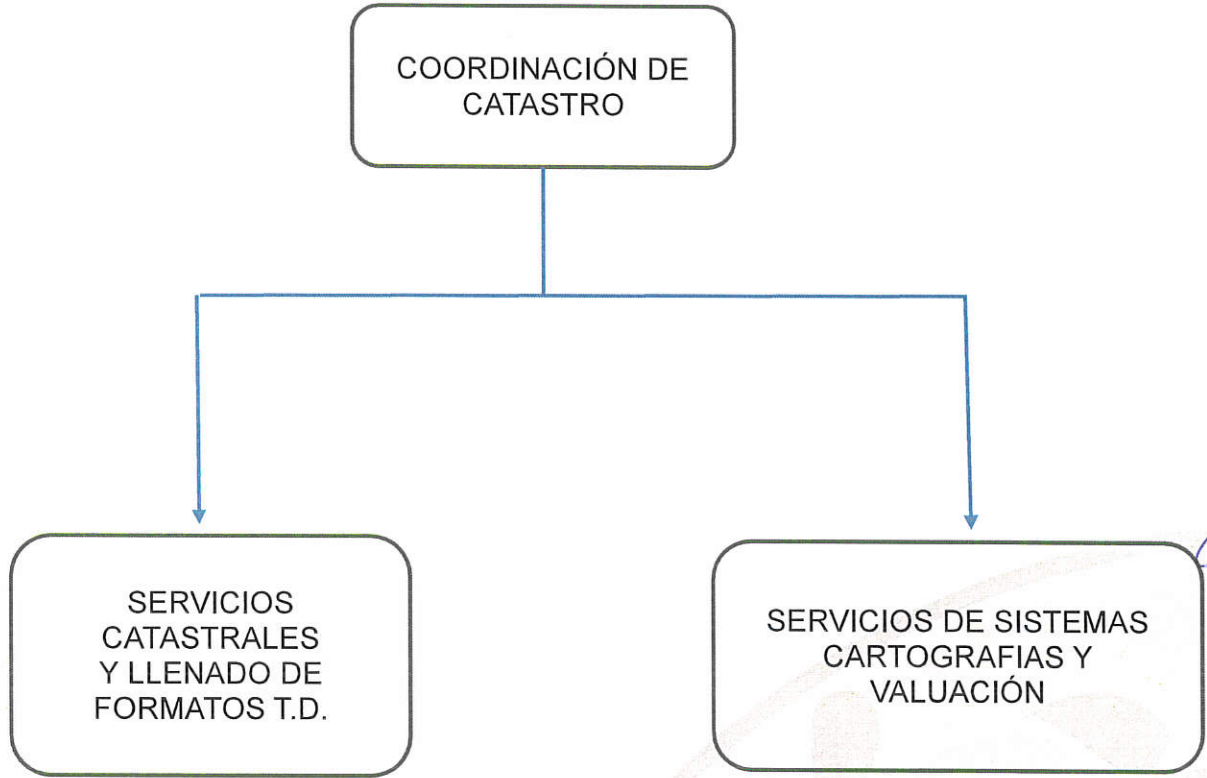 COORDINACIÓN DE
CATASTRO
SERVICIOS
CATASTRALES
Y LLENADO DE
FORMATOS T.D.
SERVICIOS DE SISTEMAS
CARTOGRAFIAS Y
VALUACIÓN